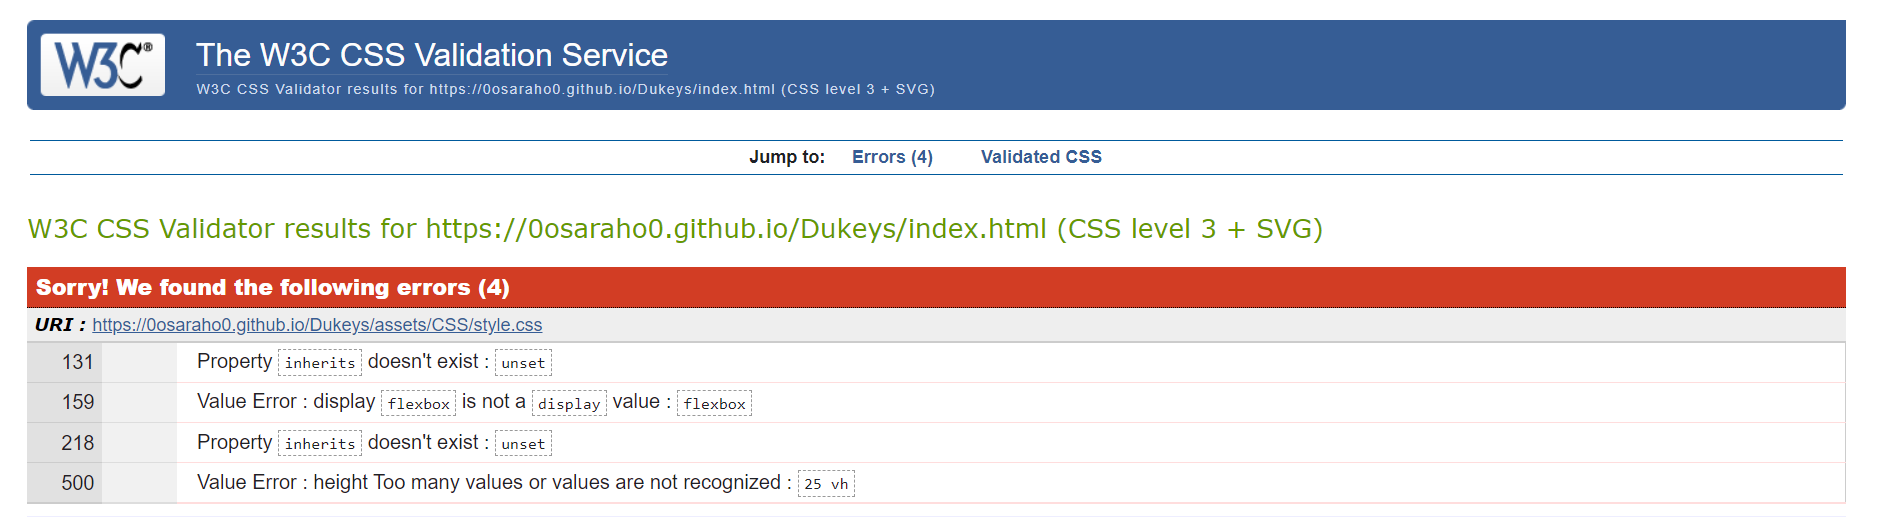 W3C®
The W3C CSS Validation Service
W3C CSS Validator results for https://0osaraho0.github.io/Dukeys/index.html (CSS level 3 + SVG)
Jump to: Errors (4) Validated CSS
W3C CSS Validator results for https://0osaraho0.github.io/Dukeys/index.html (CSS level 3 + SVG)
Sorry! We found the following errors (4)
URI : https://0osaraho0.github.io/Dukeys/assets/CSS/style.css
131 Property inherits doesn't exist : unset
159 Value Error : display flexbox is not a display value : flexbox
218 Property inherits doesn't exist : unset
500 Value Error : height Too many values or values are not recognized : 25 vh